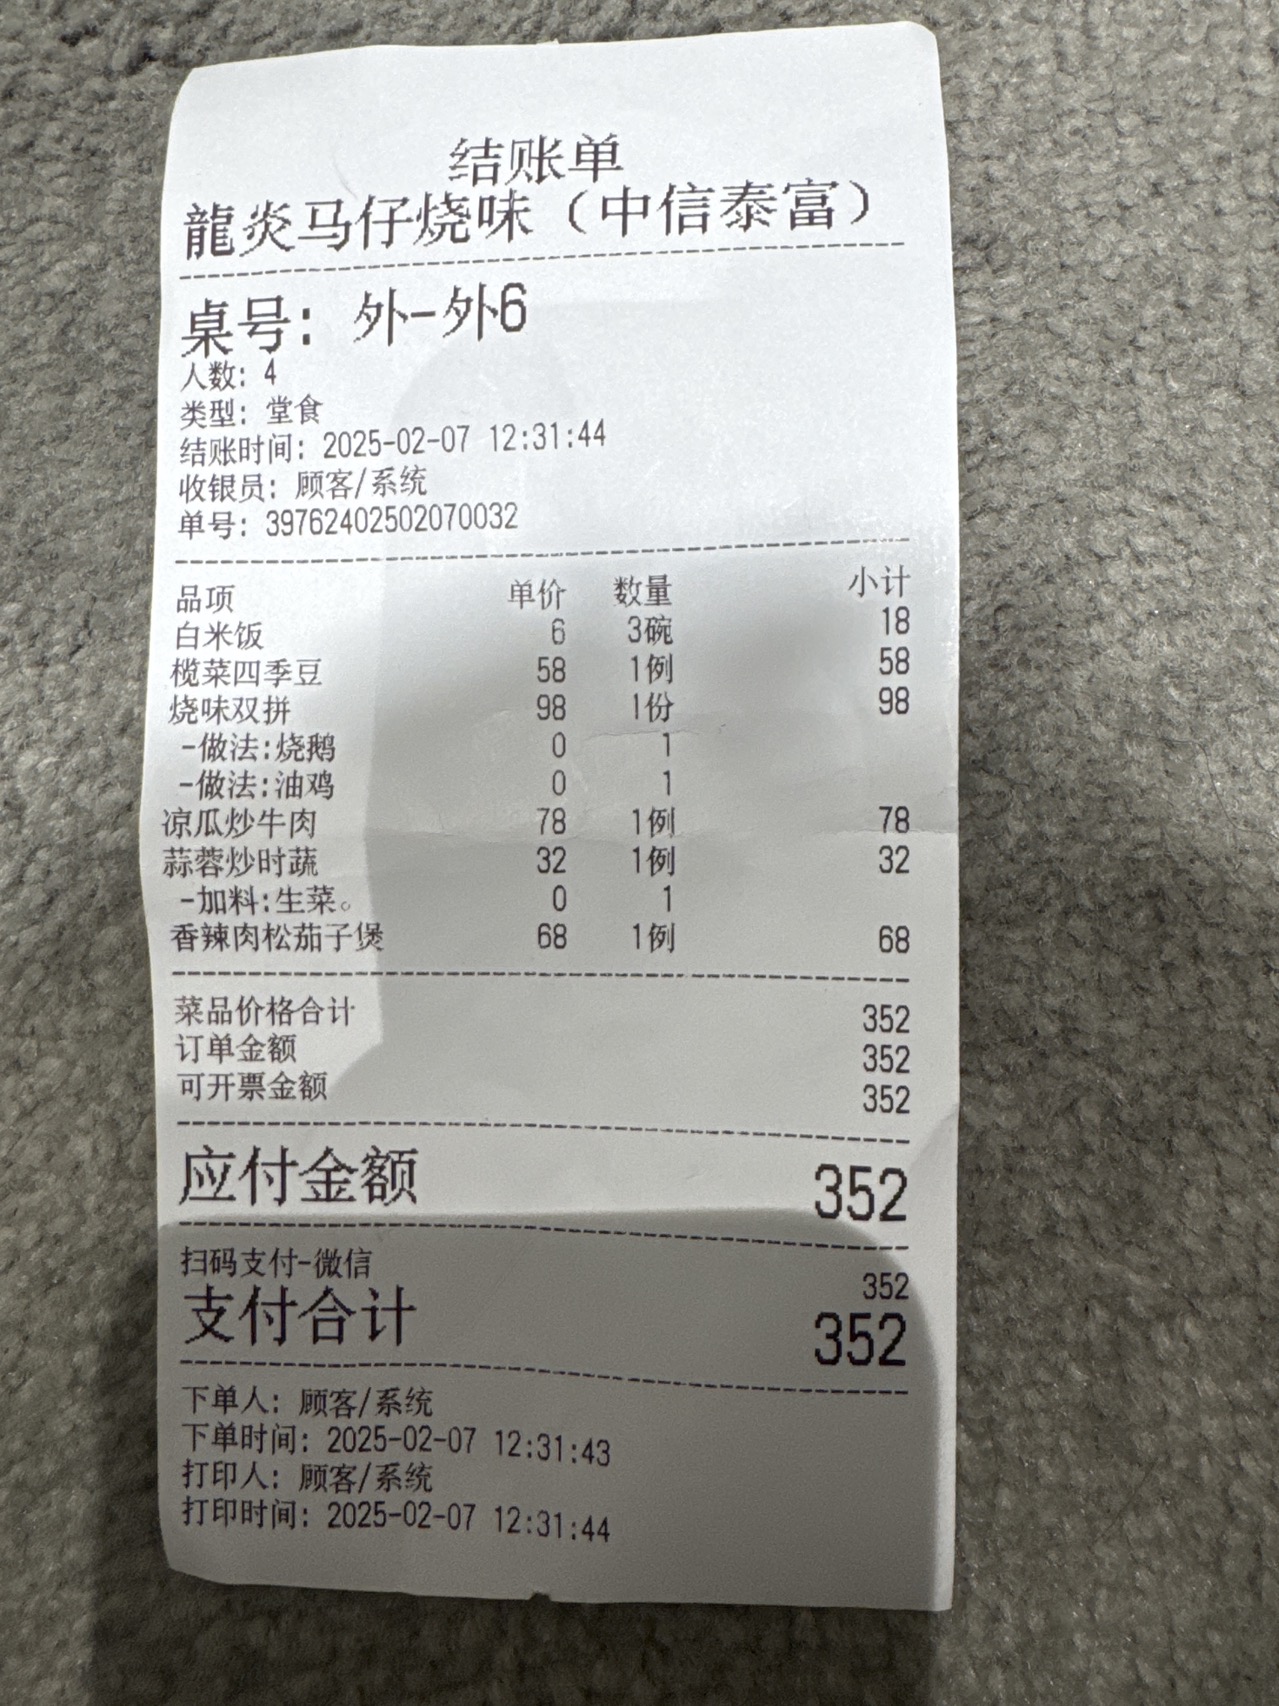 结账单
龍炎马仔烧味（中信泰富）
桌号: 外-外6
人数: 4
类型: 堂食
结账时间: 2025-02-07 12:31:44
收银员: 顾客/系统
单号: 39762402502070032
品项 单价 数量 小计
白米饭 6 3碗 18
榄菜四季豆 58 1例 58
烧味双拼 98 1份 98
-做法:烧鹅 0 1
-做法:油鸡 0 1
凉瓜炒牛肉 78 1例 78
蒜蓉炒时蔬 32 1例 32
-加料:生菜。 0 1
香辣肉松茄子煲 68 1例 68
菜品价格合计 352
订单金额 352
可开票金额 352
应付金额 352
扫码支付-微信 352
支付合计 352
下单人: 顾客/系统
下单时间: 2025-02-07 12:31:43
打印人: 顾客/系统
打印时间: 2025-02-07 12:31:44